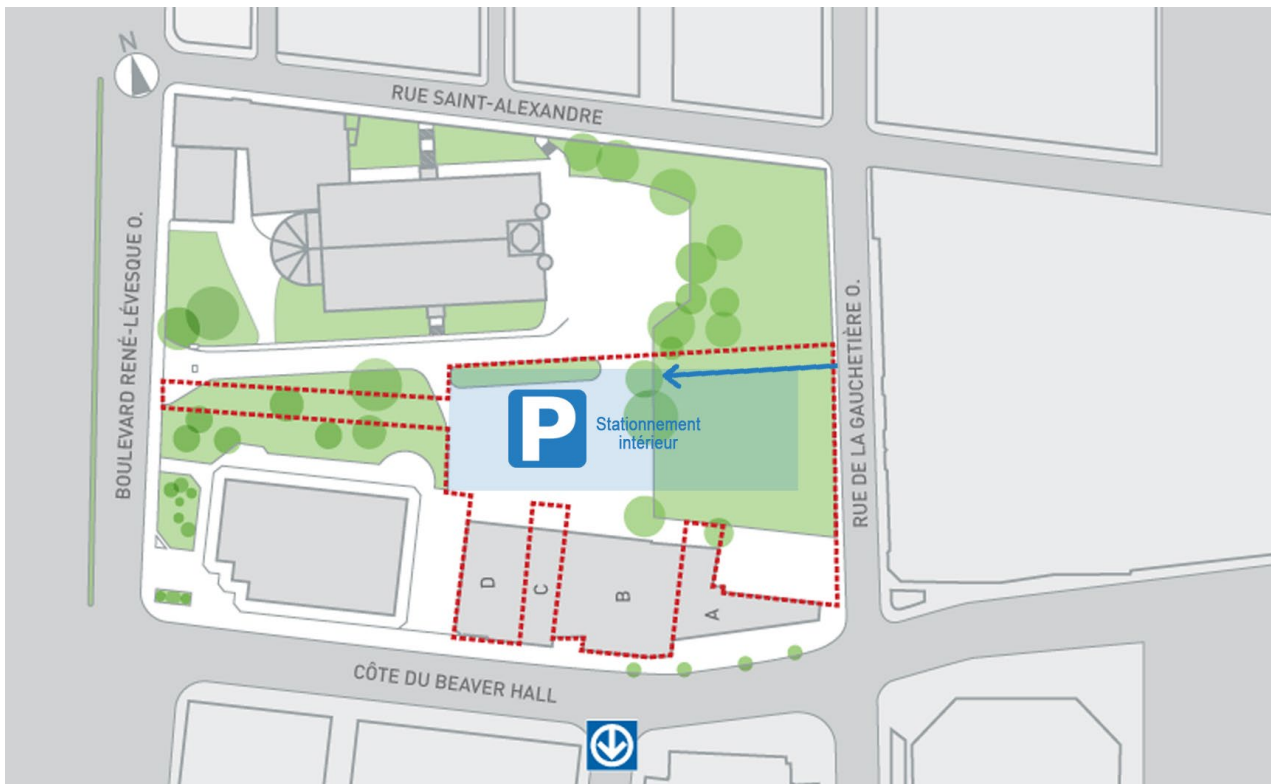 N
RUE SAINT-ALEXANDRE
BOULEVARD RENÉ-LÉVESQUE O.
RUE DE LA GAUCHETIÈRE O.
P
Stationnement
intérieur
D
C
B
A
CÔTE DU BEAVER HALL